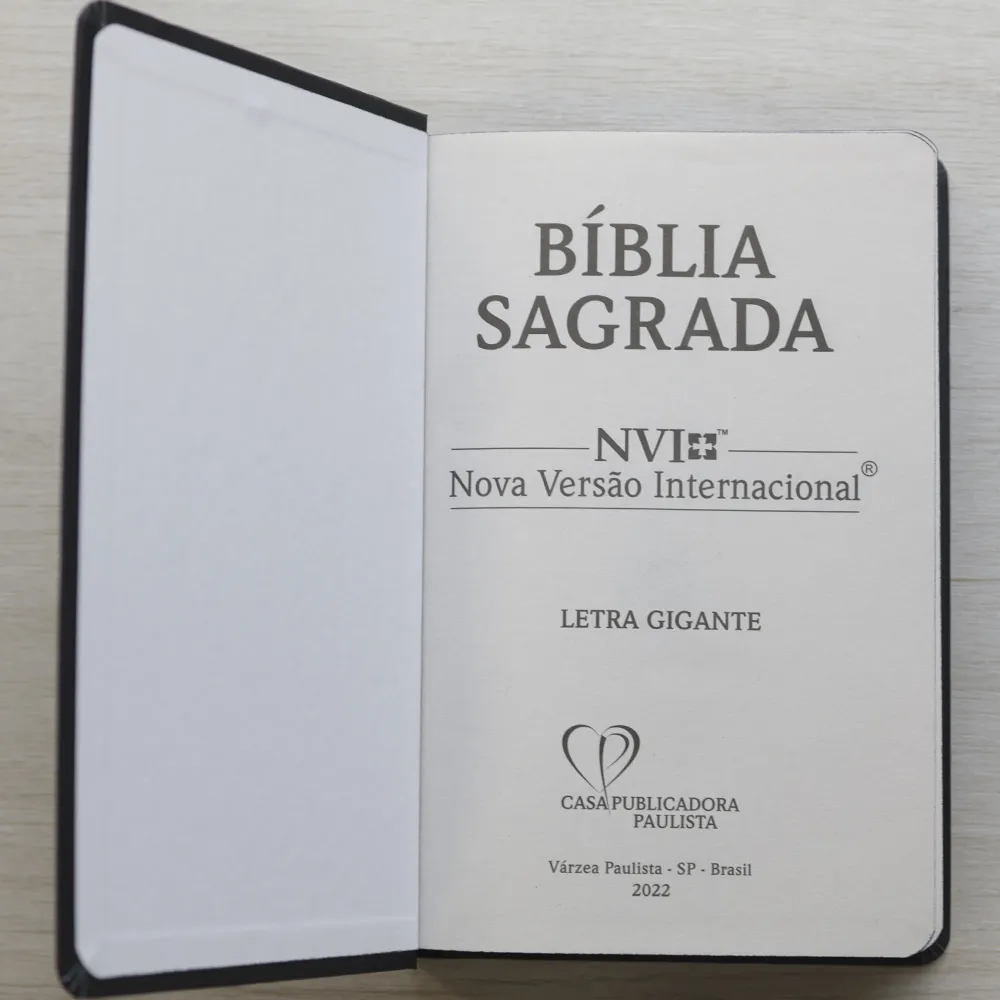 BÍBLIA
SAGRADA
NVI™
Nova Versão Internacional®
LETRA GIGANTE
CASA PUBLICADORA
PAULISTA
Várzea Paulista - SP - Brasil
2022